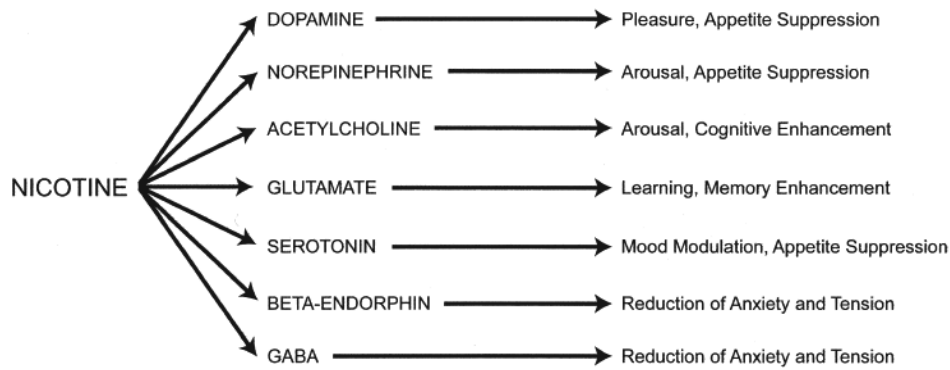 DOPAMINE Pleasure, Appetite Suppression
NOREPINEPHRINE Arousal, Appetite Suppression
ACETYLCHOLINE Arousal, Cognitive Enhancement
NICOTINE GLUTAMATE Learning, Memory Enhancement
SEROTONIN Mood Modulation, Appetite Suppression
BETA-ENDORPHIN Reduction of Anxiety and Tension
GABA Reduction of Anxiety and Tension